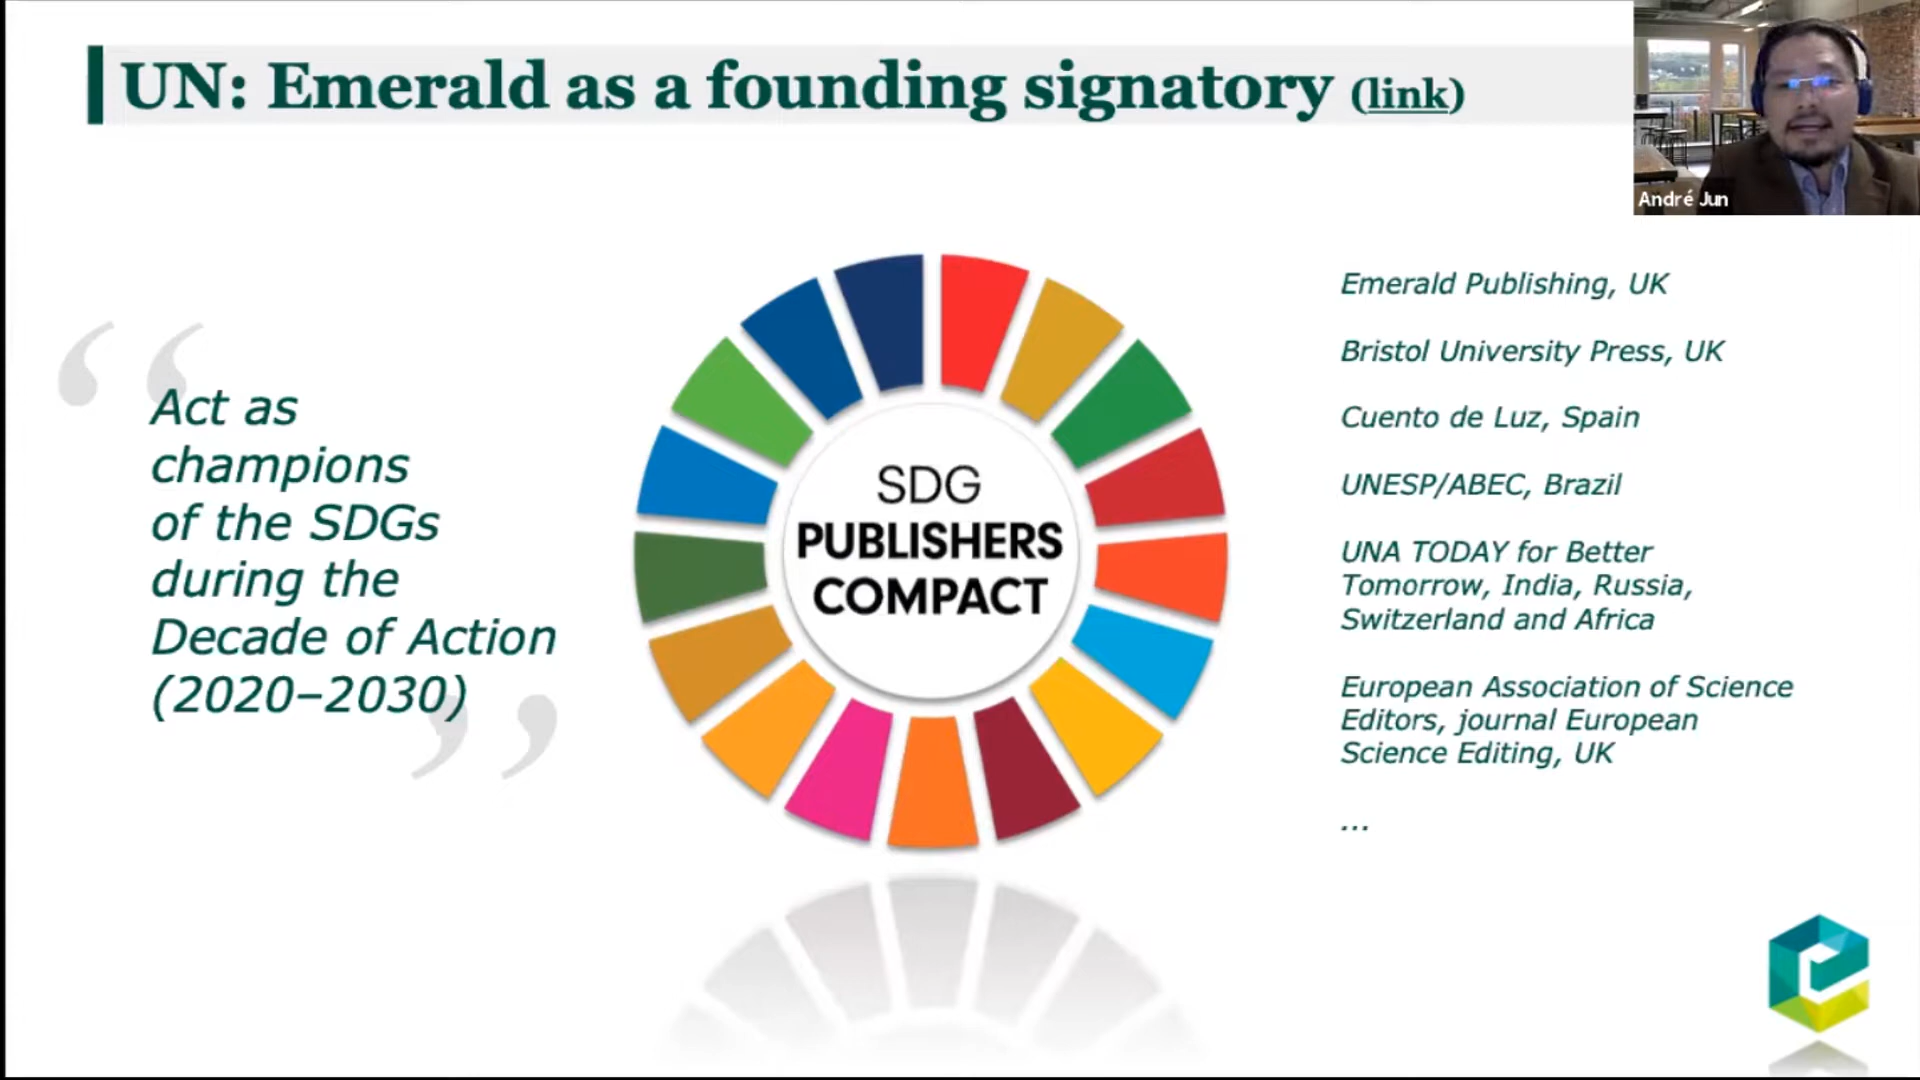 UN: Emerald as a founding signatory (link)
André Jun
Act as
champions
of the SDGs
during the
Decade of Action
(2020–2030)
SDG
PUBLISHERS
COMPACT
Emerald Publishing, UK
Bristol University Press, UK
Cuento de Luz, Spain
UNESP/ABEC, Brazil
UNA TODAY for Better
Tomorrow, India, Russia,
Switzerland and Africa
European Association of Science
Editors, journal European
Science Editing, UK
...